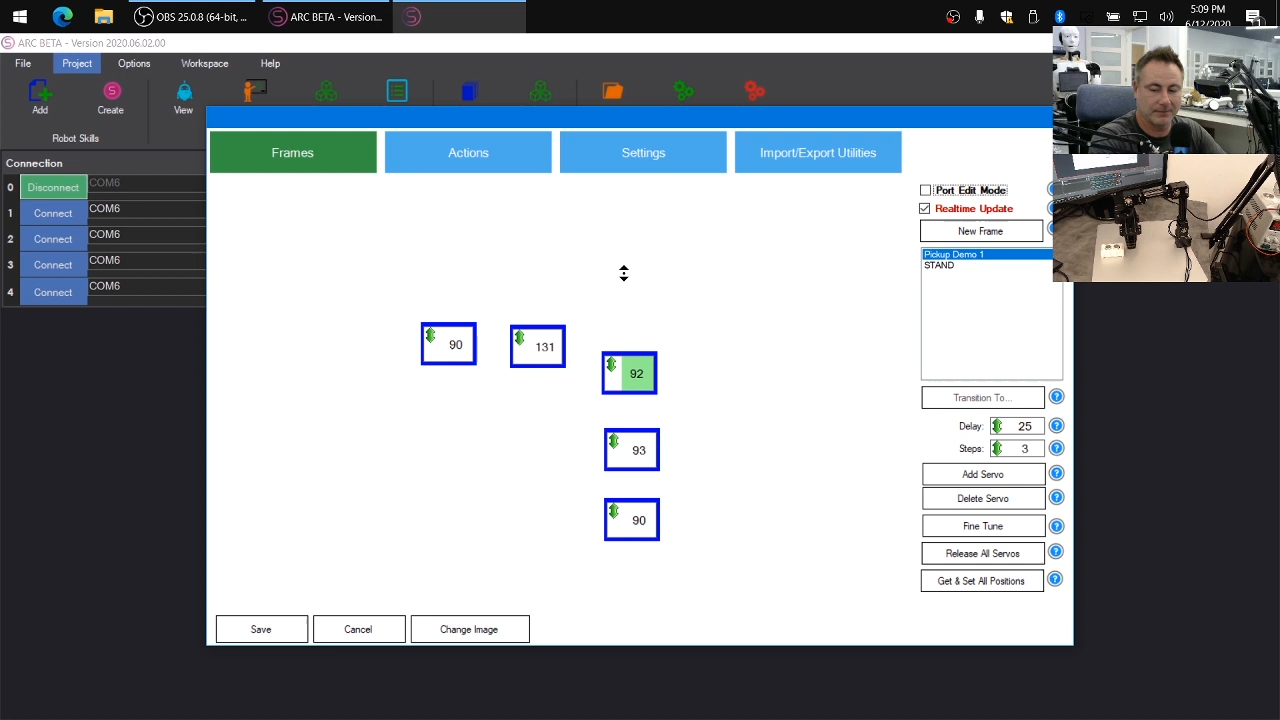 OBS 25.0.8 (64-bit, ...
ARC BETA - Version...
5:09 PM
6/12/2020
ARC BETA - Version 2020.06.02.00
File
Project
Options
Workspace
Help
Add
Create
View
Robot Skills
Connection
0 Disconnect COM6
1 Connect COM6
2 Connect COM6
3 Connect COM6
4 Connect COM6
Frames
Actions
Settings
Import/Export Utilities
Port Edit Mode
Realtime Update
New Frame
Pickup Demo 1
STAND
90
131
92
93
90
Transition To...
Delay: 25
Steps: 3
Add Servo
Delete Servo
Fine Tune
Release All Servos
Get & Set All Positions
Save
Cancel
Change Image